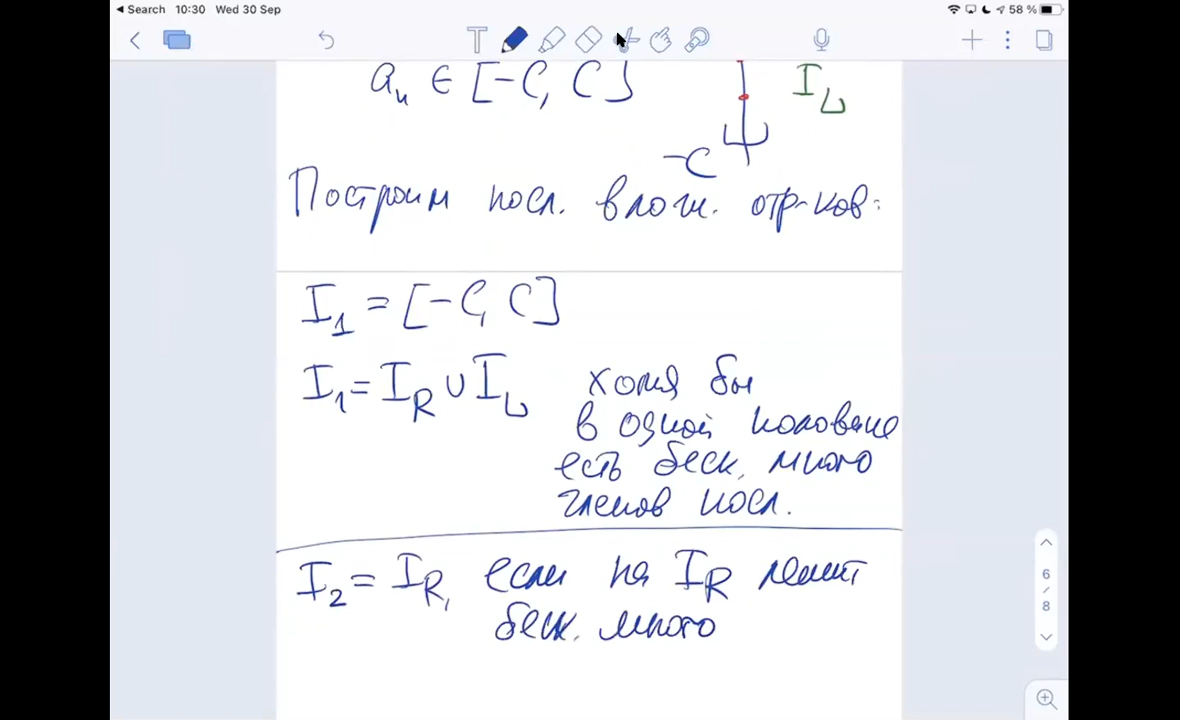 Search 10:30 Wed 30 Sep 58 %
T
aₙ ∈ [-C, C] I_L
-C
Построим посл. влож. отр-ков:
I₁ = [-C, C]
I₁ = I_R ∪ I_L хотя бы
в одной половине
есть беск. много
членов посл.
I₂ = I_R, если на I_R лежит
беск. много
6
/
8